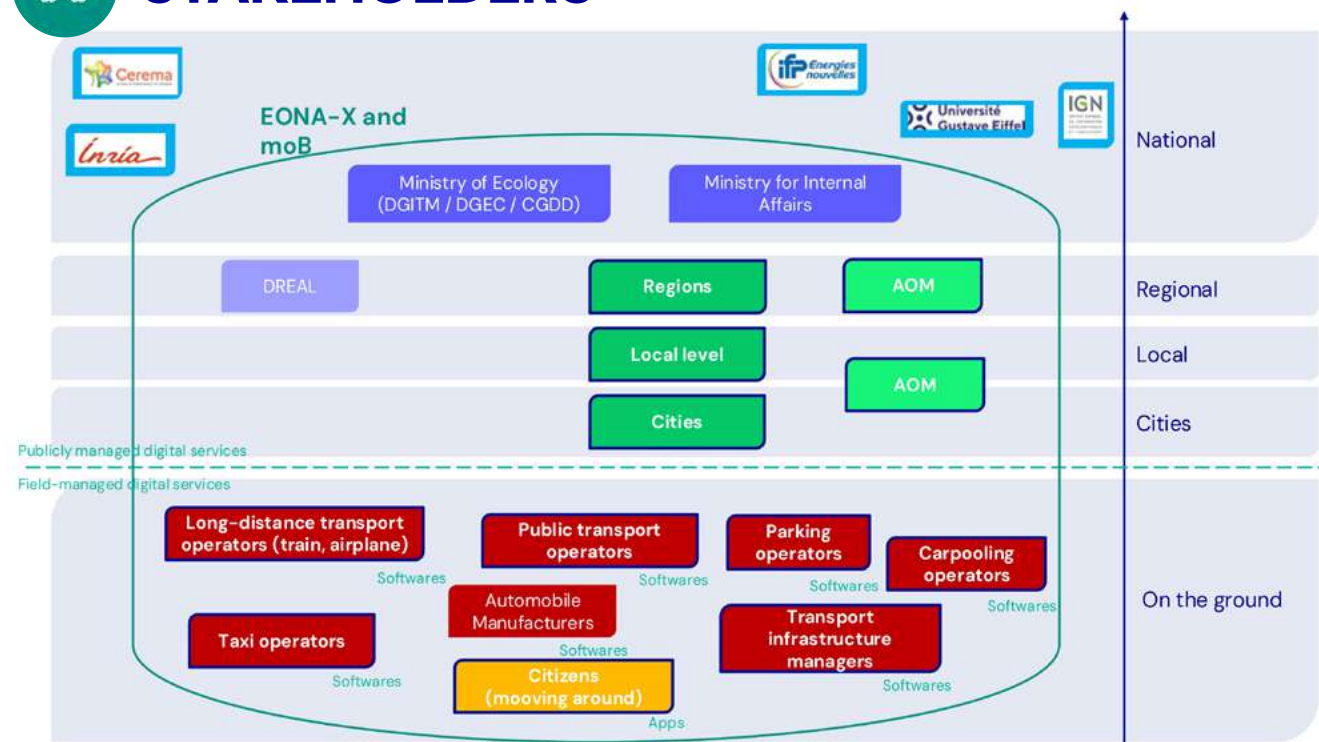 STAKEHOLDERS
Cerema
Inría
EONA-X and
moB
ifP Energies
nouvelles
Université
Gustave Eiffel
IGN
National
Ministry of Ecology
(DGITM / DGEC / CGDD)
Ministry for Internal
Affairs
DREAL
Regions
AOM
Regional
Local level
Local
AOM
Cities
Cities
Publicly managed digital services
Field-managed digital services
Long-distance transport
operators (train, airplane)
Softwares
Public transport
operators
Softwares
Parking
operators
Softwares
Carpooling
operators
Softwares
On the ground
Automobile
Manufacturers
Softwares
Taxi operators
Softwares
Transport
infrastructure
managers
Softwares
Citizens
(mooving around)
Apps